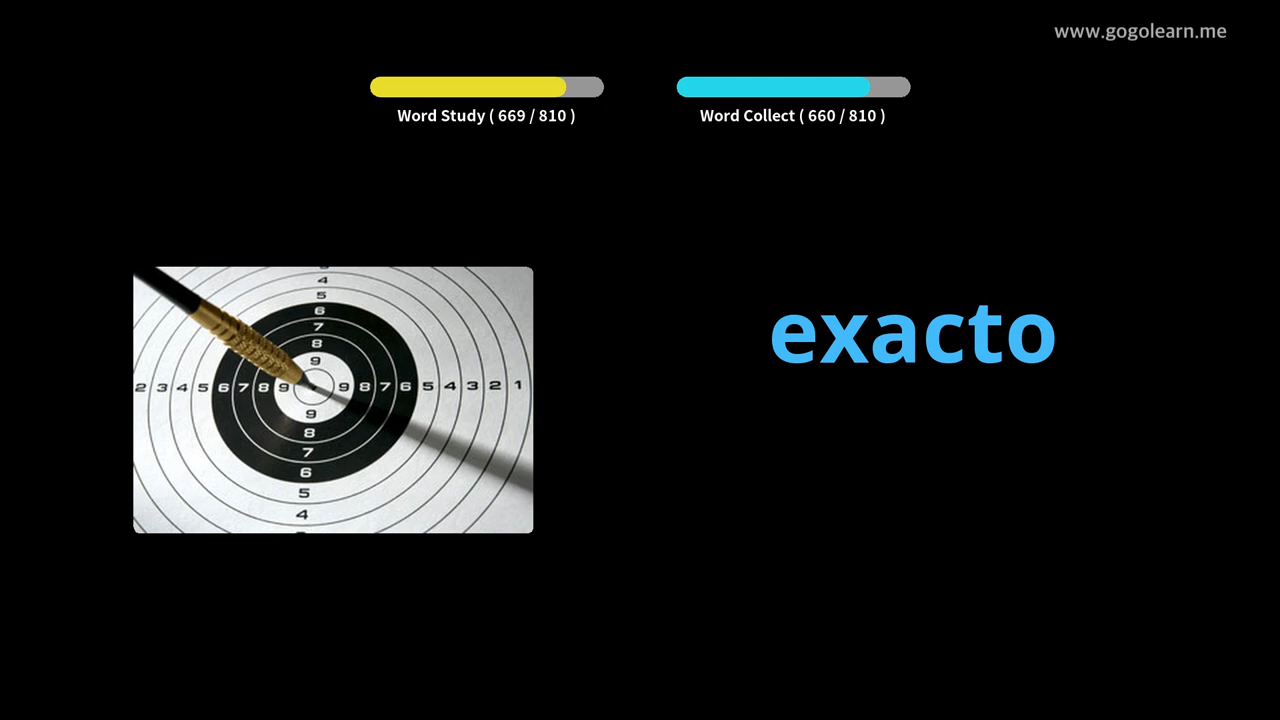 www.gogolearn.me
Word Study ( 669 / 810 )
Word Collect ( 660 / 810 )
exacto
4
5
6
7
8
9
2 3 4 5 6 7 8 9 9 8 7 6 5 4 3 2 1
9
8
7
6
5
4